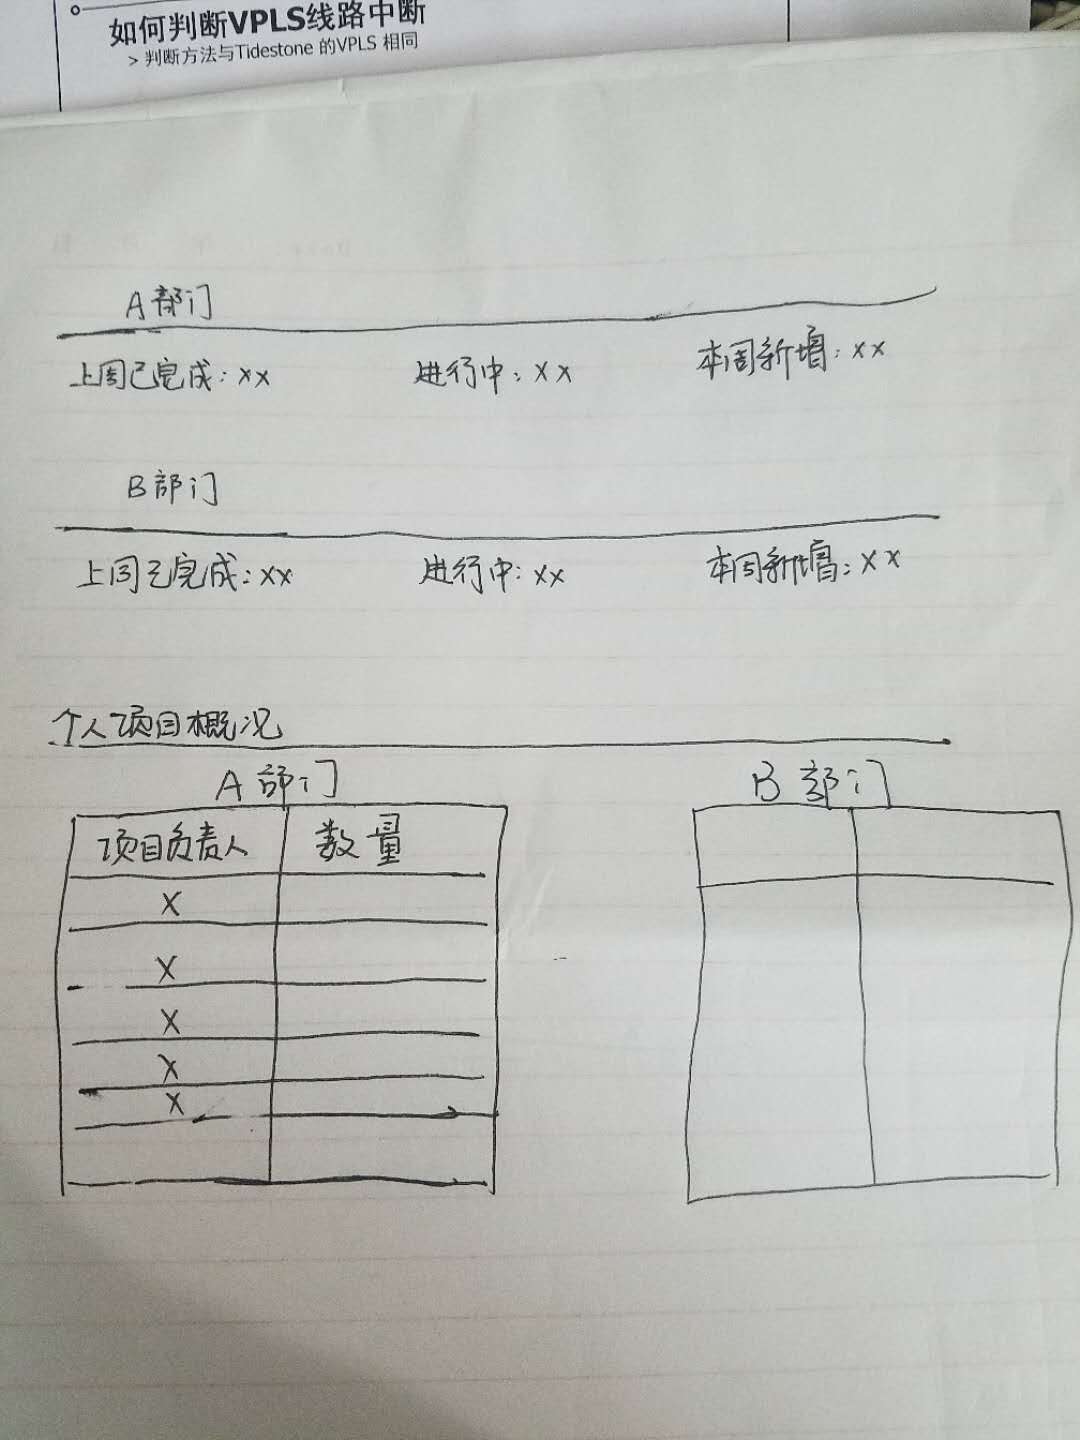 如何判断VPLS线路中断
> 判断方法与Tidestone 的VPLS 相同
A部门
上周已完成:xx 进行中:xx 本周新增:xx
B部门
上周已完成:xx 进行中:xx 本周新增:xx
个人项目概况
A部门 B部门
项目负责人 数量
X
X
X
X
X